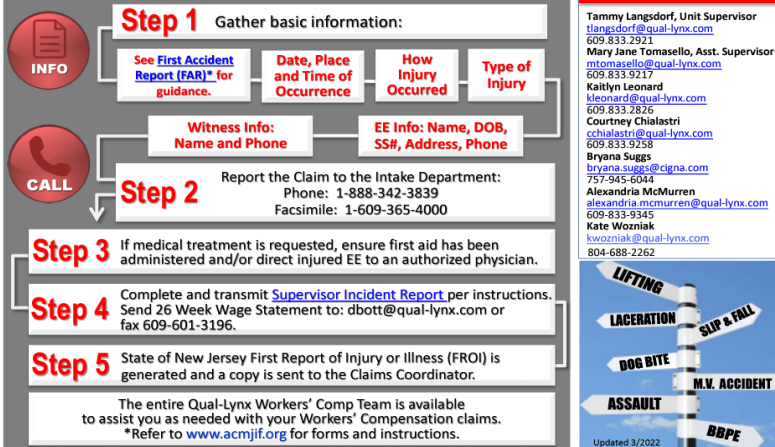 Step 1 Gather basic information:
INFO
See First Accident
Report (FAR)* for
guidance.
Date, Place
and Time of
Occurrence
How
Injury
Occurred
Type of
Injury
Witness Info:
Name and Phone
EE Info: Name, DOB,
SS#, Address, Phone
CALL
Step 2
Report the Claim to the Intake Department:
Phone: 1-888-342-3839
Facsimile: 1-609-365-4000
Step 3
If medical treatment is requested, ensure first aid has been
administered and/or direct injured EE to an authorized physician.
Step 4
Complete and transmit Supervisor Incident Report per instructions.
Send 26 Week Wage Statement to: dbott@qual-lynx.com or
fax 609-601-3196.
Step 5
State of New Jersey First Report of Injury or Illness (FROI) is
generated and a copy is sent to the Claims Coordinator.
The entire Qual-Lynx Workers’ Comp Team is available
to assist you as needed with your Workers’ Compensation claims.
*Refer to www.acmjif.org for forms and instructions.
Tammy Langsdorf, Unit Supervisor
tlangsdorf@qual-lynx.com
609.833.2921
Mary Jane Tomasello, Asst. Supervisor
mtomasello@qual-lynx.com
609.833.9217
Kaitlyn Leonard
kleonard@qual-lynx.com
609.833.2826
Courtney Chialastri
cchialastri@qual-lynx.com
609.833.9258
Bryana Suggs
bryana.suggs@cigna.com
757-945-6044
Alexandria McMurren
alexandria.mcmurren@qual-lynx.com
609-833-9345
Kate Wozniak
kwozniak@qual-lynx.com
804-688-2262
LIFTING
LACERATION
SLIP & FALL
DOG BITE
M.V. ACCIDENT
ASSAULT
BBPE
Updated 3/2022